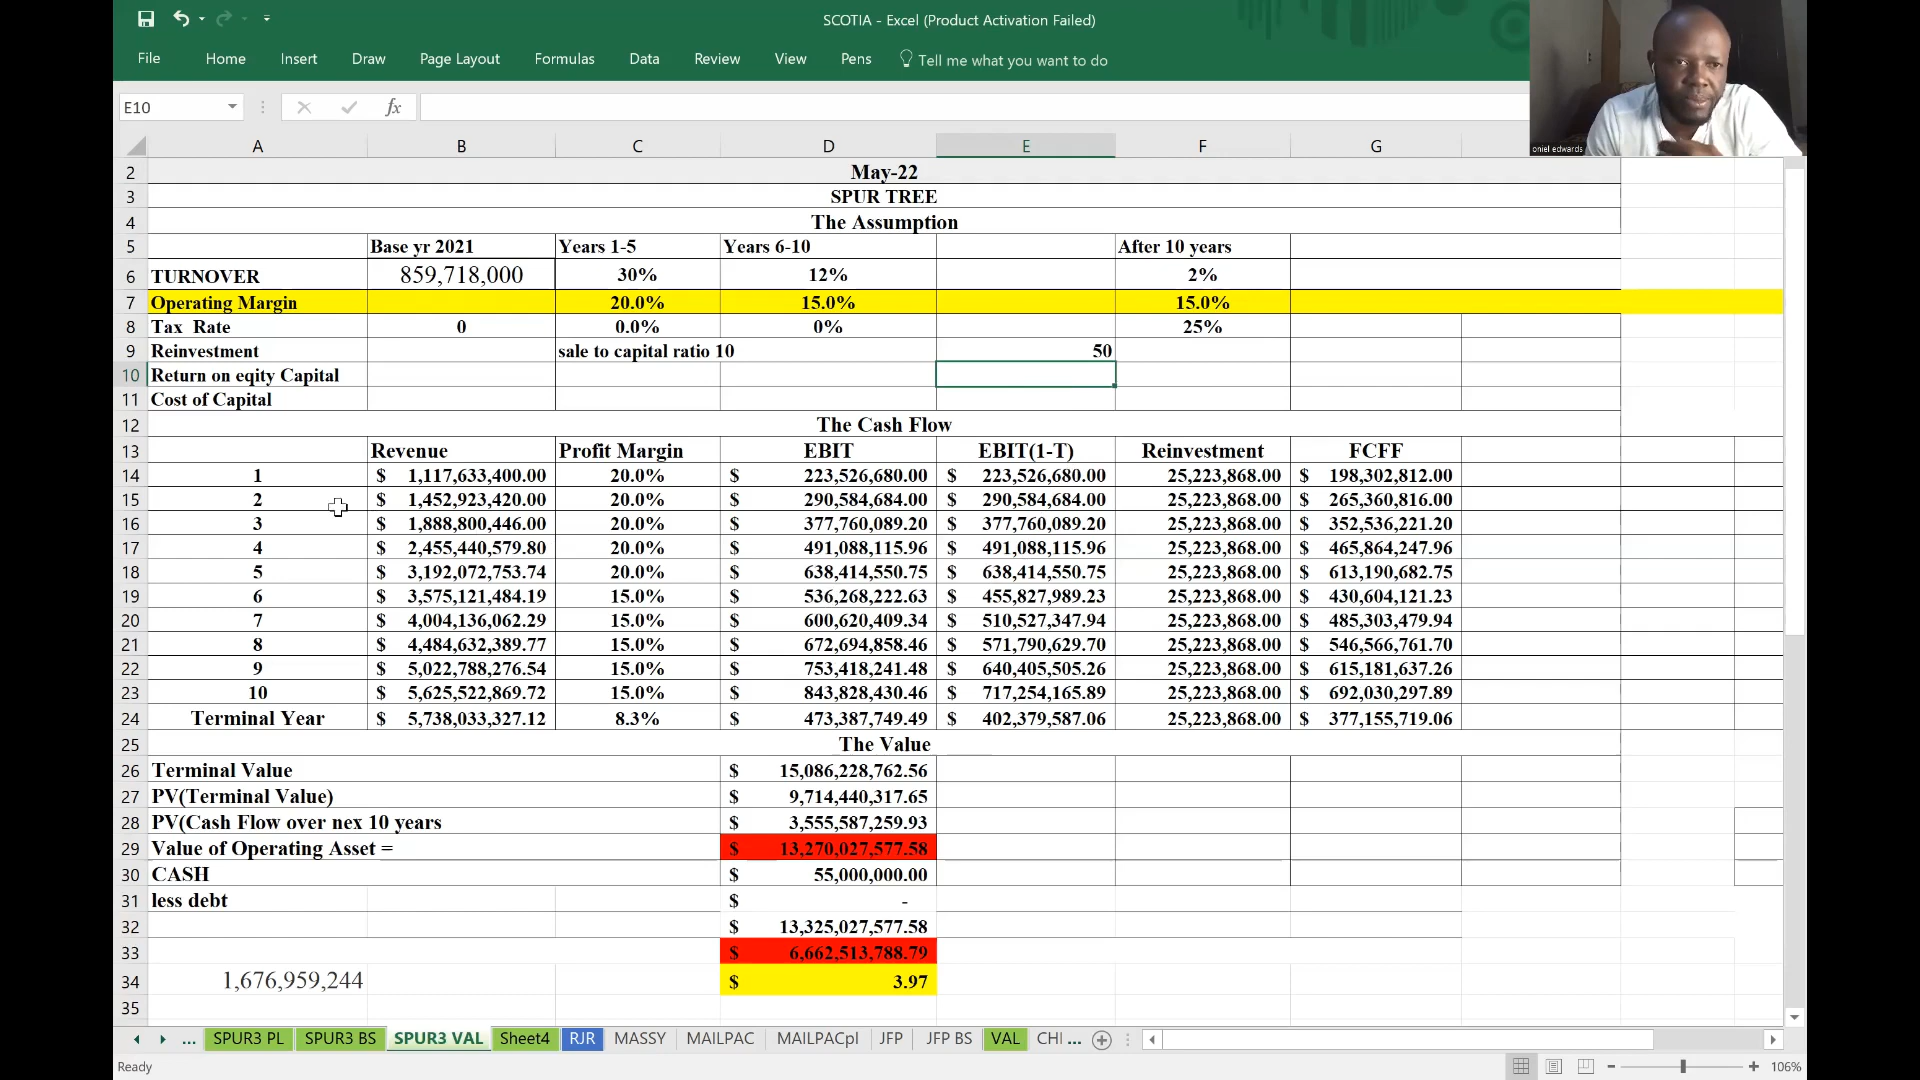 SCOTIA - Excel (Product Activation Failed)
File Home Insert Draw Page Layout Formulas Data Review View Pens Tell me what you want to do
oniel edwards
E10 fx
A B C D E F G
2 May-22
3 SPUR TREE
4 The Assumption
5 Base yr 2021 Years 1-5 Years 6-10 After 10 years
6 TURNOVER 859,718,000 30% 12% 2%
7 Operating Margin 20.0% 15.0% 15.0%
8 Tax Rate 0 0.0% 0% 25%
9 Reinvestment sale to capital ratio 10 50
10 Return on eqity Capital
11 Cost of Capital
12 The Cash Flow
13 Revenue Profit Margin EBIT EBIT(1-T) Reinvestment FCFF
14 1 $ 1,117,633,400.00 20.0% $ 223,526,680.00 $ 223,526,680.00 25,223,868.00 $ 198,302,812.00
15 2 $ 1,452,923,420.00 20.0% $ 290,584,684.00 $ 290,584,684.00 25,223,868.00 $ 265,360,816.00
16 3 $ 1,888,800,446.00 20.0% $ 377,760,089.20 $ 377,760,089.20 25,223,868.00 $ 352,536,221.20
17 4 $ 2,455,440,579.80 20.0% $ 491,088,115.96 $ 491,088,115.96 25,223,868.00 $ 465,864,247.96
18 5 $ 3,192,072,753.74 20.0% $ 638,414,550.75 $ 638,414,550.75 25,223,868.00 $ 613,190,682.75
19 6 $ 3,575,121,484.19 15.0% $ 536,268,222.63 $ 455,827,989.23 25,223,868.00 $ 430,604,121.23
20 7 $ 4,004,136,062.29 15.0% $ 600,620,409.34 $ 510,527,347.94 25,223,868.00 $ 485,303,479.94
21 8 $ 4,484,632,389.77 15.0% $ 672,694,858.46 $ 571,790,629.70 25,223,868.00 $ 546,566,761.70
22 9 $ 5,022,788,276.54 15.0% $ 753,418,241.48 $ 640,405,505.26 25,223,868.00 $ 615,181,637.26
23 10 $ 5,625,522,869.72 15.0% $ 843,828,430.46 $ 717,254,165.89 25,223,868.00 $ 692,030,297.89
24 Terminal Year $ 5,738,033,327.12 8.3% $ 473,387,749.49 $ 402,379,587.06 25,223,868.00 $ 377,155,719.06
25 The Value
26 Terminal Value $ 15,086,228,762.56
27 PV(Terminal Value) $ 9,714,440,317.65
28 PV(Cash Flow over nex 10 years $ 3,555,587,259.93
29 Value of Operating Asset = $ 13,270,027,577.58
30 CASH $ 55,000,000.00
31 less debt $ -
32 $ 13,325,027,577.58
33 $ 6,662,513,788.79
34 1,676,959,244 $ 3.97
35
... SPUR3 PL SPUR3 BS SPUR3 VAL Sheet4 RJR MASSY MAILPAC MAILPACpl JFP JFP BS VAL CHI ...
Ready 106%